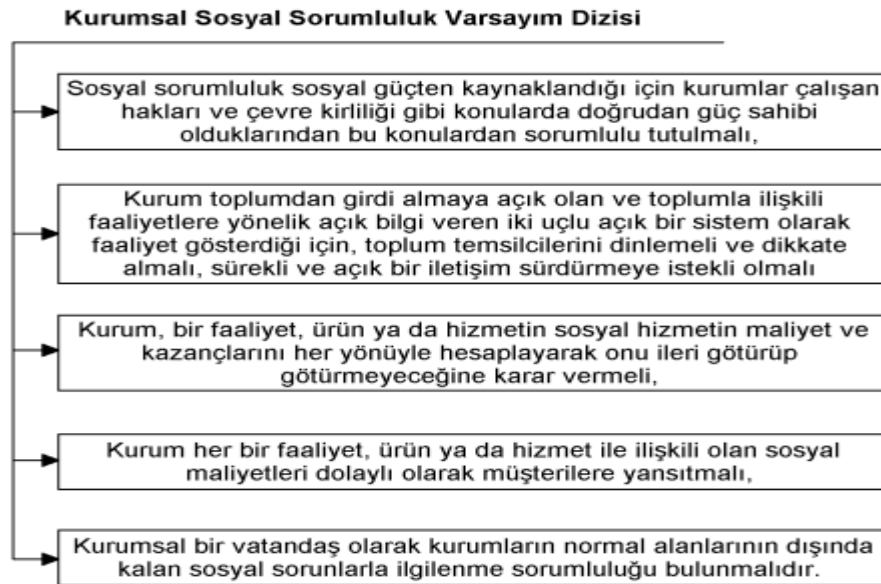 Kurumsal Sosyal Sorumluluk Varsayım Dizisi
Sosyal sorumluluk sosyal güçten kaynaklandığı için kurumlar çalışan
hakları ve çevre kirliliği gibi konularda doğrudan güç sahibi
olduklarından bu konulardan sorumlulu tutulmalı,
Kurum toplumdan girdi almaya açık olan ve toplumla ilişkili
faaliyetlere yönelik açık bilgi veren iki uçlu açık bir sistem olarak
faaliyet gösterdiği için, toplum temsilcilerini dinlemeli ve dikkate
almalı, sürekli ve açık bir iletişim sürdürmeye istekli olmalı
Kurum, bir faaliyet, ürün ya da hizmetin sosyal hizmetin maliyet ve
kazançlarını her yönüyle hesaplayarak onu ileri götürüp
götürmeyeceğine karar vermeli,
Kurum her bir faaliyet, ürün ya da hizmet ile ilişkili olan sosyal
maliyetleri dolaylı olarak müşterilere yansıtmalı,
Kurumsal bir vatandaş olarak kurumların normal alanlarının dışında
kalan sosyal sorunlarla ilgilenme sorumluluğu bulunmalıdır.